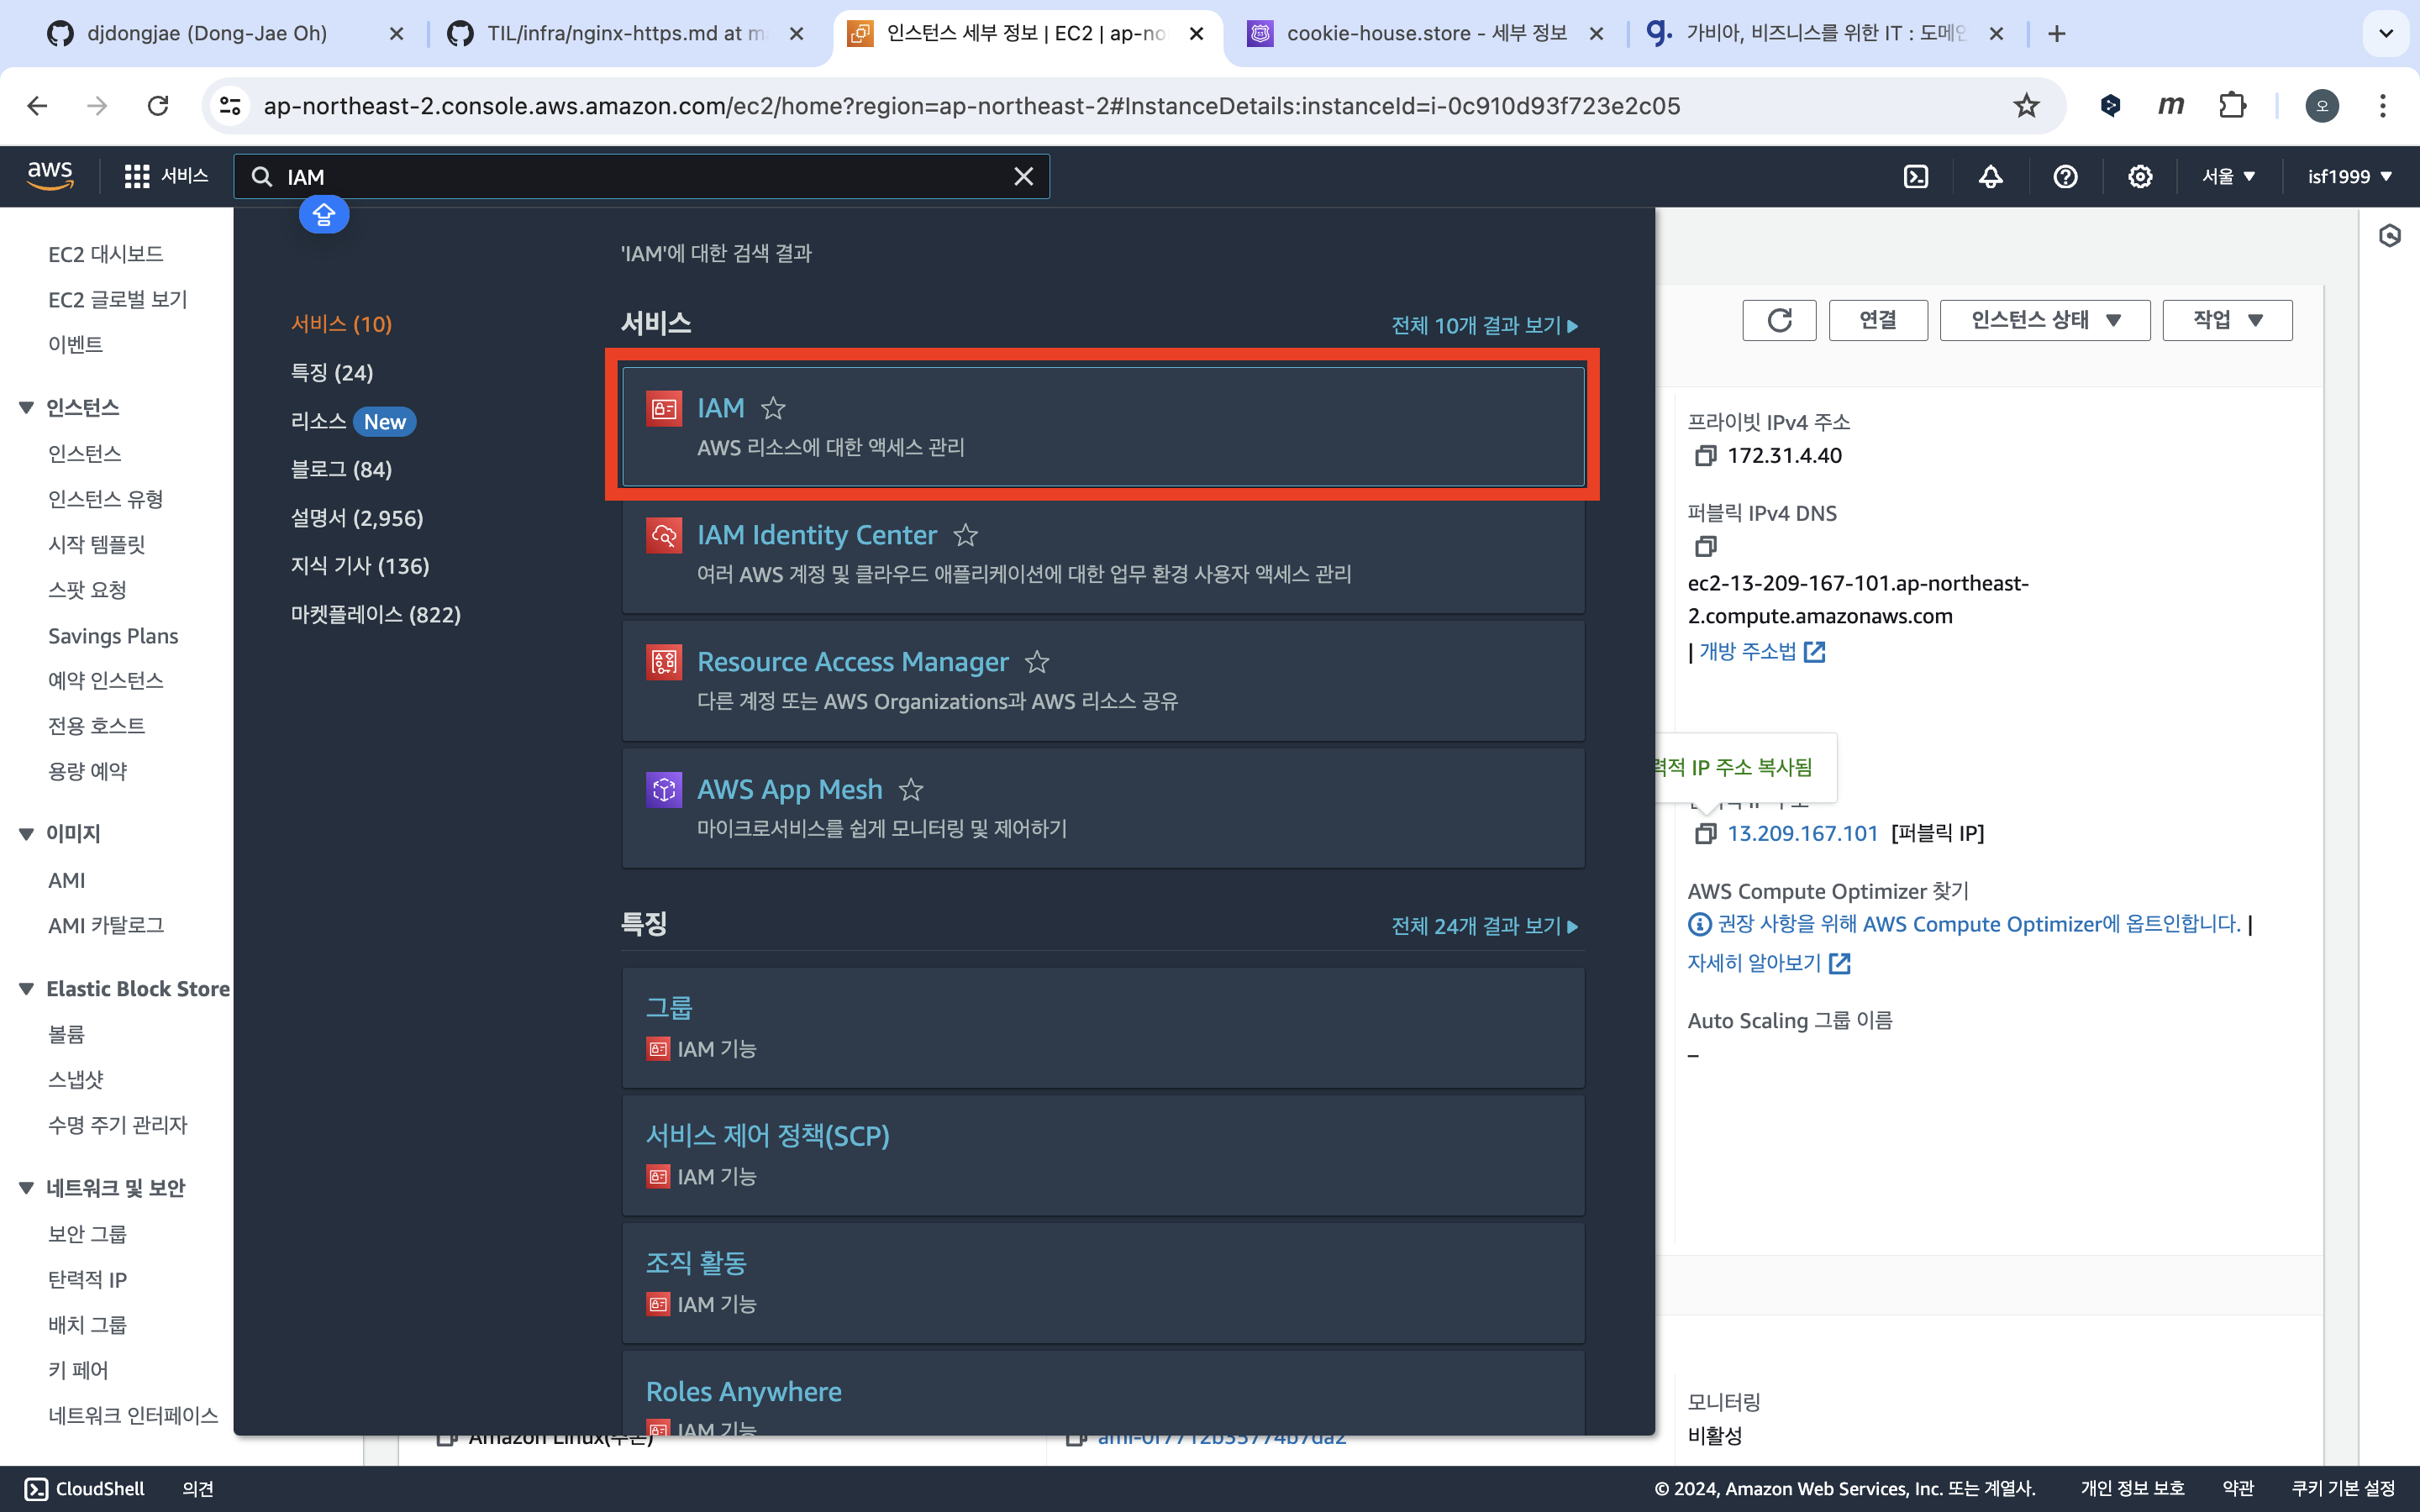 djdongjae (Dong-Jae Oh)
TIL/infra/nginx-https.md at m
인스턴스 세부 정보 | EC2 | ap-no
cookie-house.store - 세부 정보
가비아, 비즈니스를 위한 IT : 도메인
ap-northeast-2.console.aws.amazon.com/ec2/home?region=ap-northeast-2#InstanceDetails:instanceId=i-0c910d93f723e2c05
m
오
aws
서비스
IAM
서울
isf1999
EC2 대시보드
EC2 글로벌 보기
이벤트
인스턴스
인스턴스
인스턴스 유형
시작 템플릿
스팟 요청
Savings Plans
예약 인스턴스
전용 호스트
용량 예약
이미지
AMI
AMI 카탈로그
Elastic Block Store
볼륨
스냅샷
수명 주기 관리자
네트워크 및 보안
보안 그룹
탄력적 IP
배치 그룹
키 페어
네트워크 인터페이스
'IAM'에 대한 검색 결과
서비스 (10)
특징 (24)
리소스 New
블로그 (84)
설명서 (2,956)
지식 기사 (136)
마켓플레이스 (822)
서비스
전체 10개 결과 보기
IAM
AWS 리소스에 대한 액세스 관리
IAM Identity Center
여러 AWS 계정 및 클라우드 애플리케이션에 대한 업무 환경 사용자 액세스 관리
Resource Access Manager
다른 계정 또는 AWS Organizations과 AWS 리소스 공유
AWS App Mesh
마이크로서비스를 쉽게 모니터링 및 제어하기
특징
전체 24개 결과 보기
그룹
IAM 기능
서비스 제어 정책(SCP)
IAM 기능
조직 활동
IAM 기능
Roles Anywhere
IAM 기능
연결
인스턴스 상태
작업
프라이빗 IPv4 주소
172.31.4.40
퍼블릭 IPv4 DNS
ec2-13-209-167-101.ap-northeast-
2.compute.amazonaws.com
| 개방 주소법
력적 IP 주소 복사됨
13.209.167.101 [퍼블릭 IP]
AWS Compute Optimizer 찾기
권장 사항을 위해 AWS Compute Optimizer에 옵트인합니다. |
자세히 알아보기
Auto Scaling 그룹 이름
–
모니터링
비활성
Amazon Linux(추론)
ami-0f7712b35774b7da2
CloudShell
의견
© 2024, Amazon Web Services, Inc. 또는 계열사.
개인 정보 보호
약관
쿠키 기본 설정